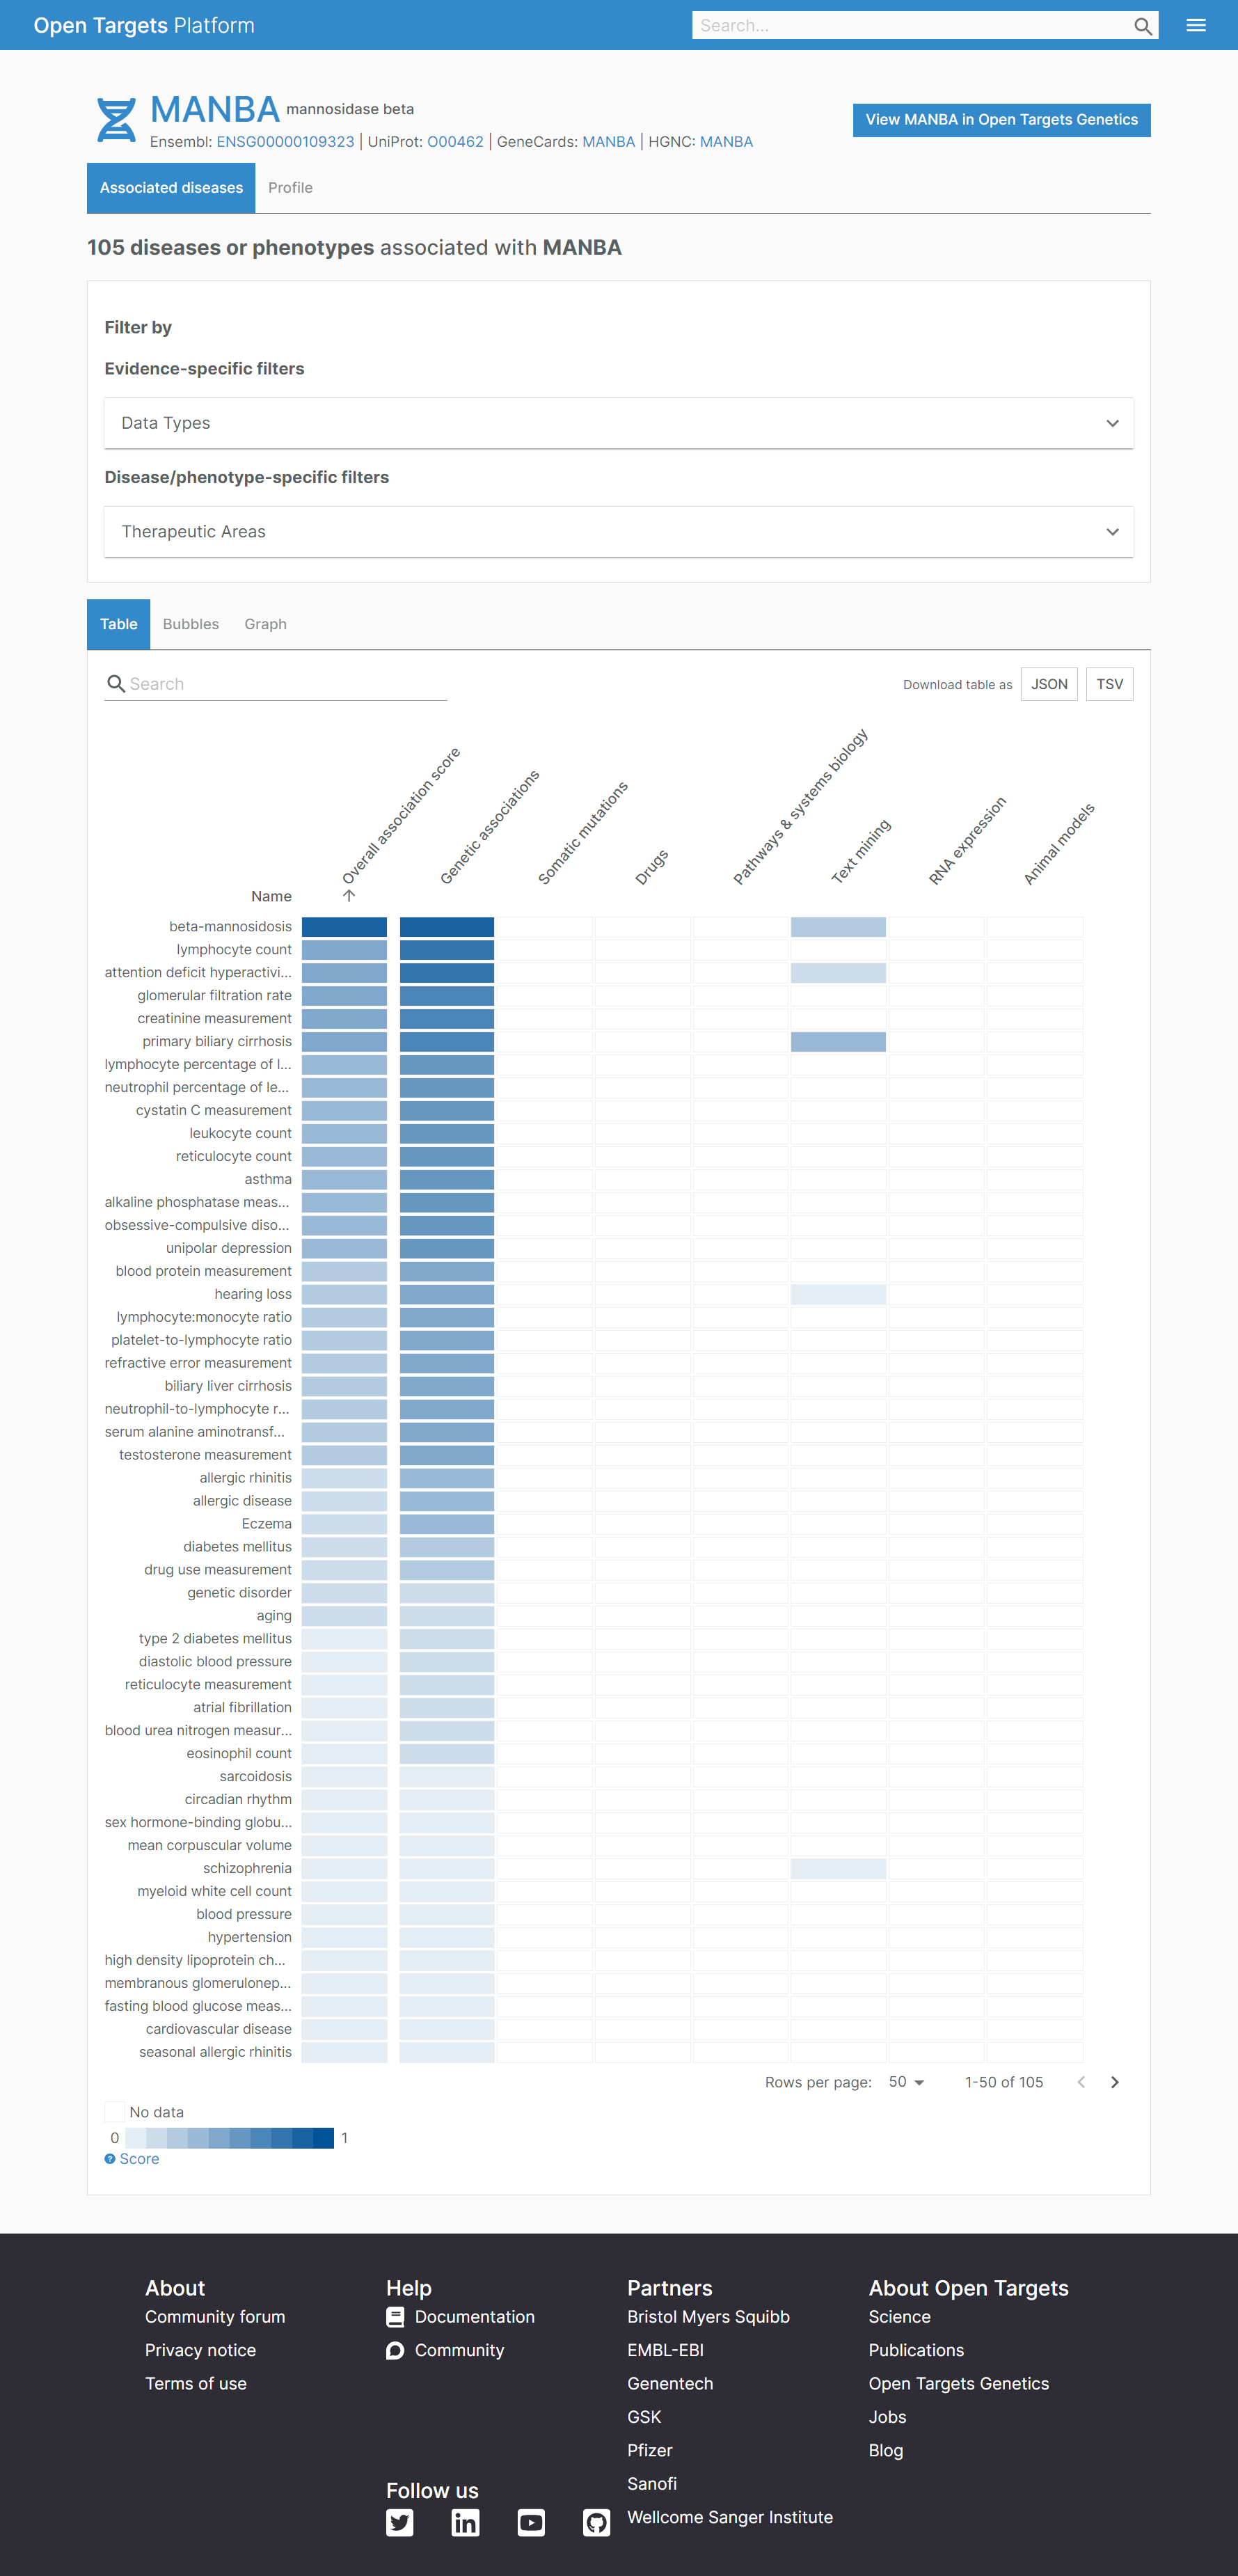 Open Targets Platform
Search...
MANBA mannosidase beta
Ensembl: ENSG00000109323 | UniProt: O00462 | GeneCards: MANBA | HGNC: MANBA
View MANBA in Open Targets Genetics
Associated diseases
Profile
105 diseases or phenotypes associated with MANBA
Filter by
Evidence-specific filters
Data Types
Disease/phenotype-specific filters
Therapeutic Areas
Table
Bubbles
Graph
Search
Download table as
JSON
TSV
Name
Overall association score
Genetic associations
Somatic mutations
Drugs
Pathways & systems biology
Text mining
RNA expression
Animal models
beta-mannosidosis
lymphocyte count
attention deficit hyperactivi...
glomerular filtration rate
creatinine measurement
primary biliary cirrhosis
lymphocyte percentage of l...
neutrophil percentage of le...
cystatin C measurement
leukocyte count
reticulocyte count
asthma
alkaline phosphatase meas...
obsessive-compulsive diso...
unipolar depression
blood protein measurement
hearing loss
lymphocyte:monocyte ratio
platelet-to-lymphocyte ratio
refractive error measurement
biliary liver cirrhosis
neutrophil-to-lymphocyte r...
serum alanine aminotransf...
testosterone measurement
allergic rhinitis
allergic disease
Eczema
diabetes mellitus
drug use measurement
genetic disorder
aging
type 2 diabetes mellitus
diastolic blood pressure
reticulocyte measurement
atrial fibrillation
blood urea nitrogen measur...
eosinophil count
sarcoidosis
circadian rhythm
sex hormone-binding globu...
mean corpuscular volume
schizophrenia
myeloid white cell count
blood pressure
hypertension
high density lipoprotein ch...
membranous glomerulonep...
fasting blood glucose meas...
cardiovascular disease
seasonal allergic rhinitis
Rows per page: 50
1-50 of 105
No data
0 1
? Score
About
Community forum
Privacy notice
Terms of use
Help
Documentation
Community
Follow us
Partners
Bristol Myers Squibb
EMBL-EBI
Genentech
GSK
Pfizer
Sanofi
Wellcome Sanger Institute
About Open Targets
Science
Publications
Open Targets Genetics
Jobs
Blog